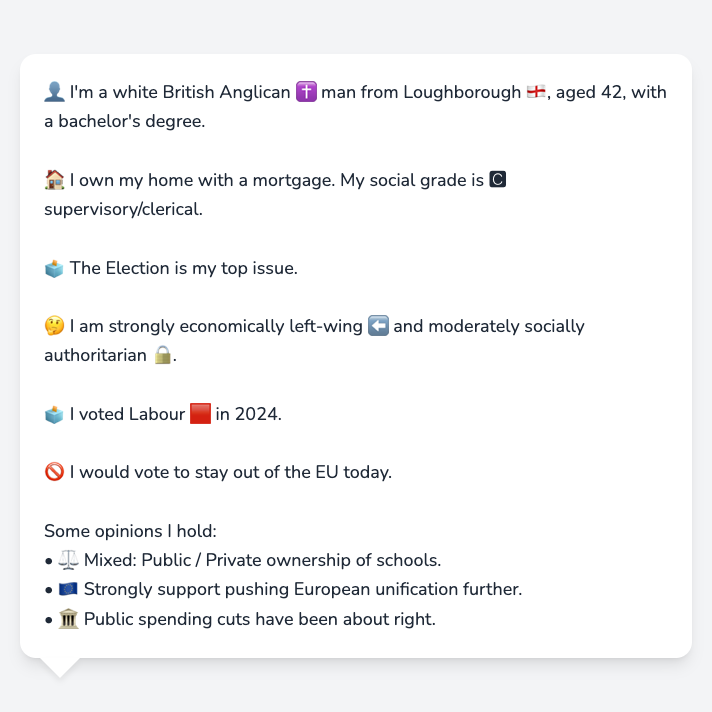 👤 I'm a white British Anglican ✝️ man from Loughborough 🏴󠁧󠁢󠁥󠁮󠁧󠁿, aged 42, with
a bachelor's degree.
🏠 I own my home with a mortgage. My social grade is 🅲
supervisory/clerical.
🗳️ The Election is my top issue.
🤔 I am strongly economically left-wing ⬅️ and moderately socially
authoritarian 🔒.
🗳️ I voted Labour 🟥 in 2024.
🚫 I would vote to stay out of the EU today.
Some opinions I hold:
• ⚖️ Mixed: Public / Private ownership of schools.
• 🇪🇺 Strongly support pushing European unification further.
• 🏛️ Public spending cuts have been about right.